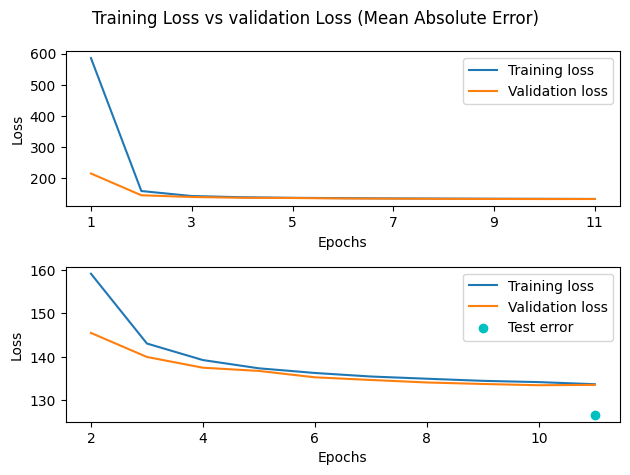 Training Loss vs validation Loss (Mean Absolute Error)
600
500
400
300
200
Loss
Training loss
Validation loss
1 3 5 7 9 11
Epochs
160
150
140
130
Loss
Training loss
Validation loss
Test error
2 4 6 8 10
Epochs